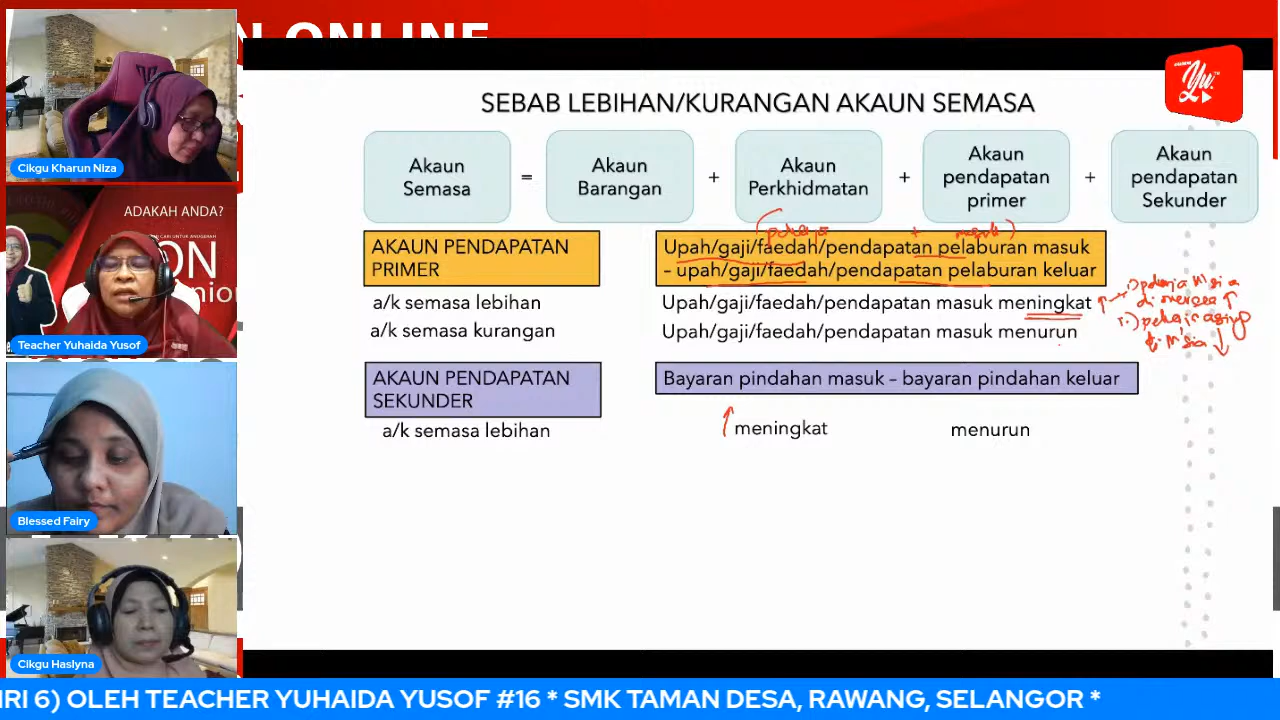 N ONLINE
Cikgu Kharun Niza
ADAKAH ANDA?
ON
Teacher Yuhaida Yusof
Blessed Fairy
Cikgu Haslyna
Yu.
SEBAB LEBIHAN/KURANGAN AKAUN SEMASA
Akaun
Semasa
=
Akaun
Barangan
+
Akaun
Perkhidmatan
+
Akaun
pendapatan
primer
+
Akaun
pendapatan
Sekunder
AKAUN PENDAPATAN
PRIMER
Upah/gaji/faedah/pendapatan pelaburan masuk
– upah/gaji/faedah/pendapatan pelaburan keluar
a/k semasa lebihan
Upah/gaji/faedah/pendapatan masuk meningkat
a/k semasa kurangan
Upah/gaji/faedah/pendapatan masuk menurun
AKAUN PENDAPATAN
SEKUNDER
Bayaran pindahan masuk – bayaran pindahan keluar
a/k semasa lebihan
meningkat
menurun
IRI 6) OLEH TEACHER YUHAIDA YUSOF #16 * SMK TAMAN DESA, RAWANG, SELANGOR *